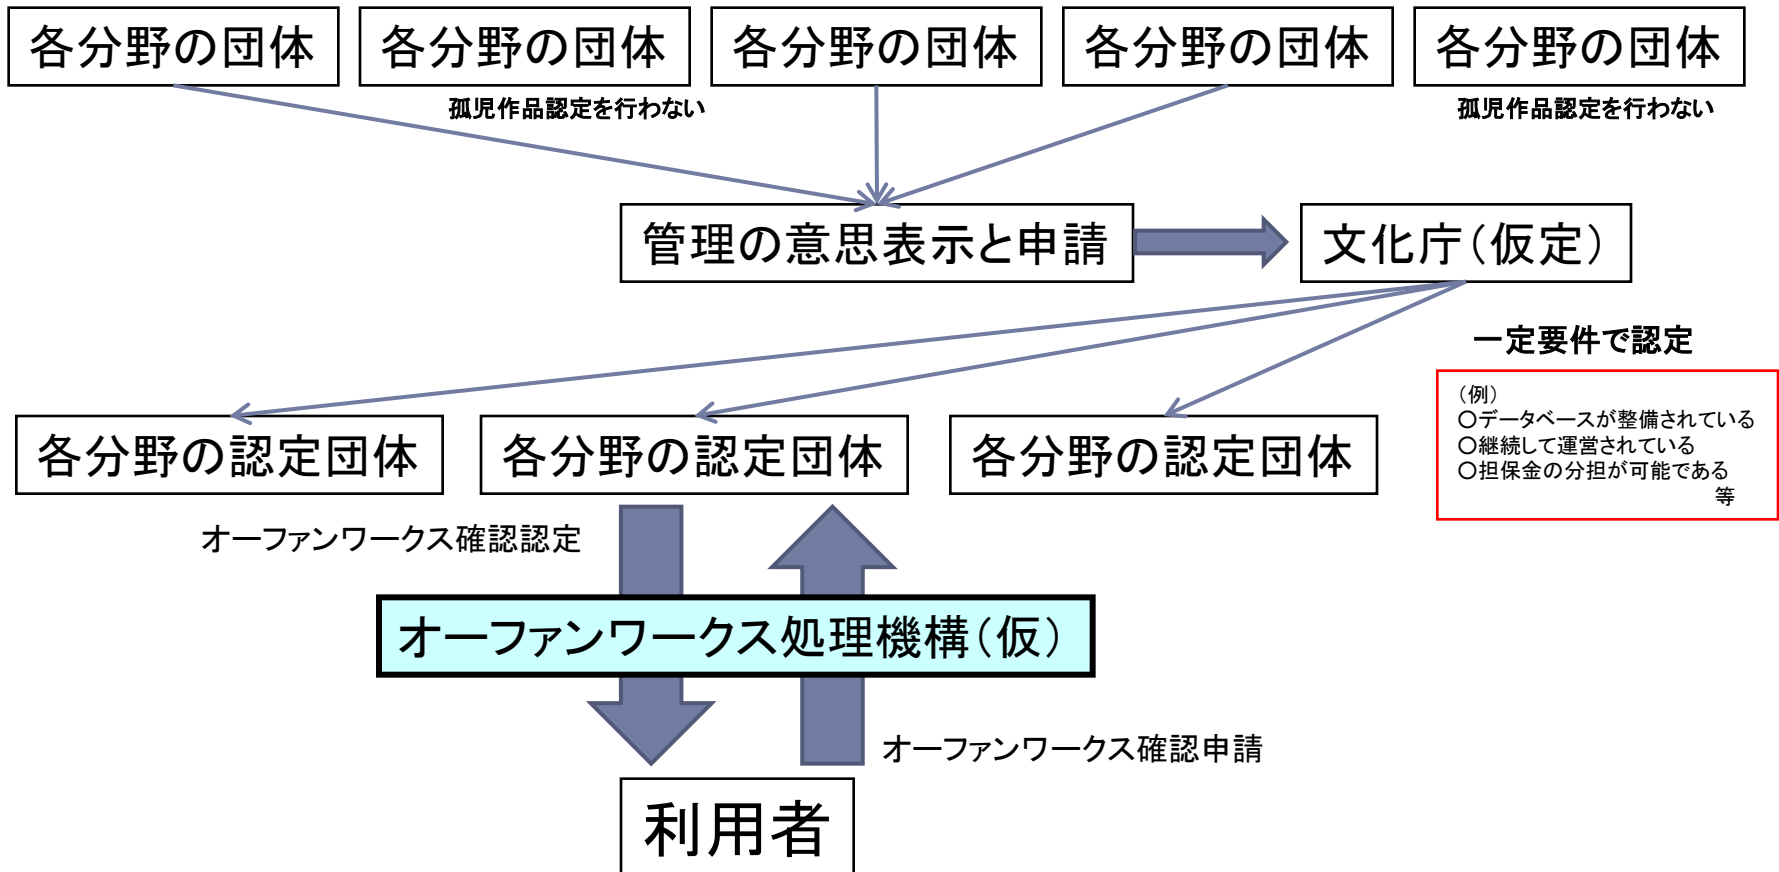 各分野の団体
各分野の団体
各分野の団体
各分野の団体
各分野の団体
孤児作品認定を行わない
孤児作品認定を行わない
管理の意思表示と申請
文化庁（仮定）
一定要件で認定
（例）
○データベースが整備されている
○継続して運営されている
○担保金の分担が可能である
等
各分野の認定団体
各分野の認定団体
各分野の認定団体
オーファンワークス確認認定
オーファンワークス処理機構（仮）
オーファンワークス確認申請
利用者